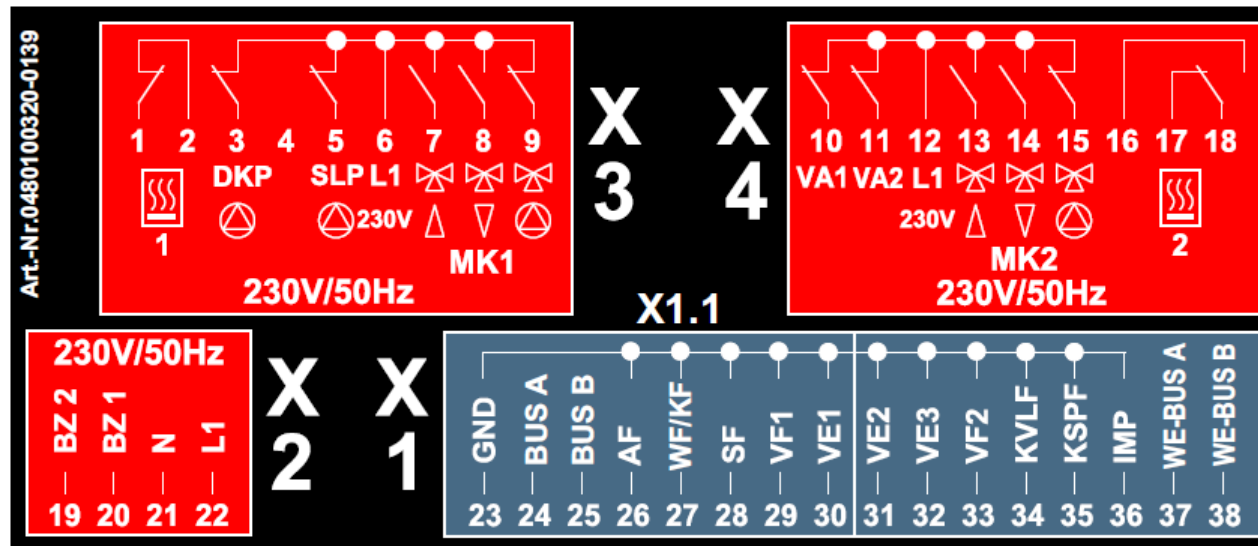 Art.-Nr.0480100320-0139
1 2 3 4 5 6 7 8 9
DKP SLP L1
230V
1
MK1
230V/50Hz
X
3
X
4
10 11 12 13 14 15 16 17 18
VA1 VA2 L1
230V
2
MK2
230V/50Hz
X1.1
230V/50Hz
BZ 2 BZ 1 N L1
19 20 21 22
X
2
X
1
GND BUS A BUS B AF WF/KF SF VF1 VE1 VE2 VE3 VF2 KVLF KSPF IMP WE-BUS A WE-BUS B
23 24 25 26 27 28 29 30 31 32 33 34 35 36 37 38